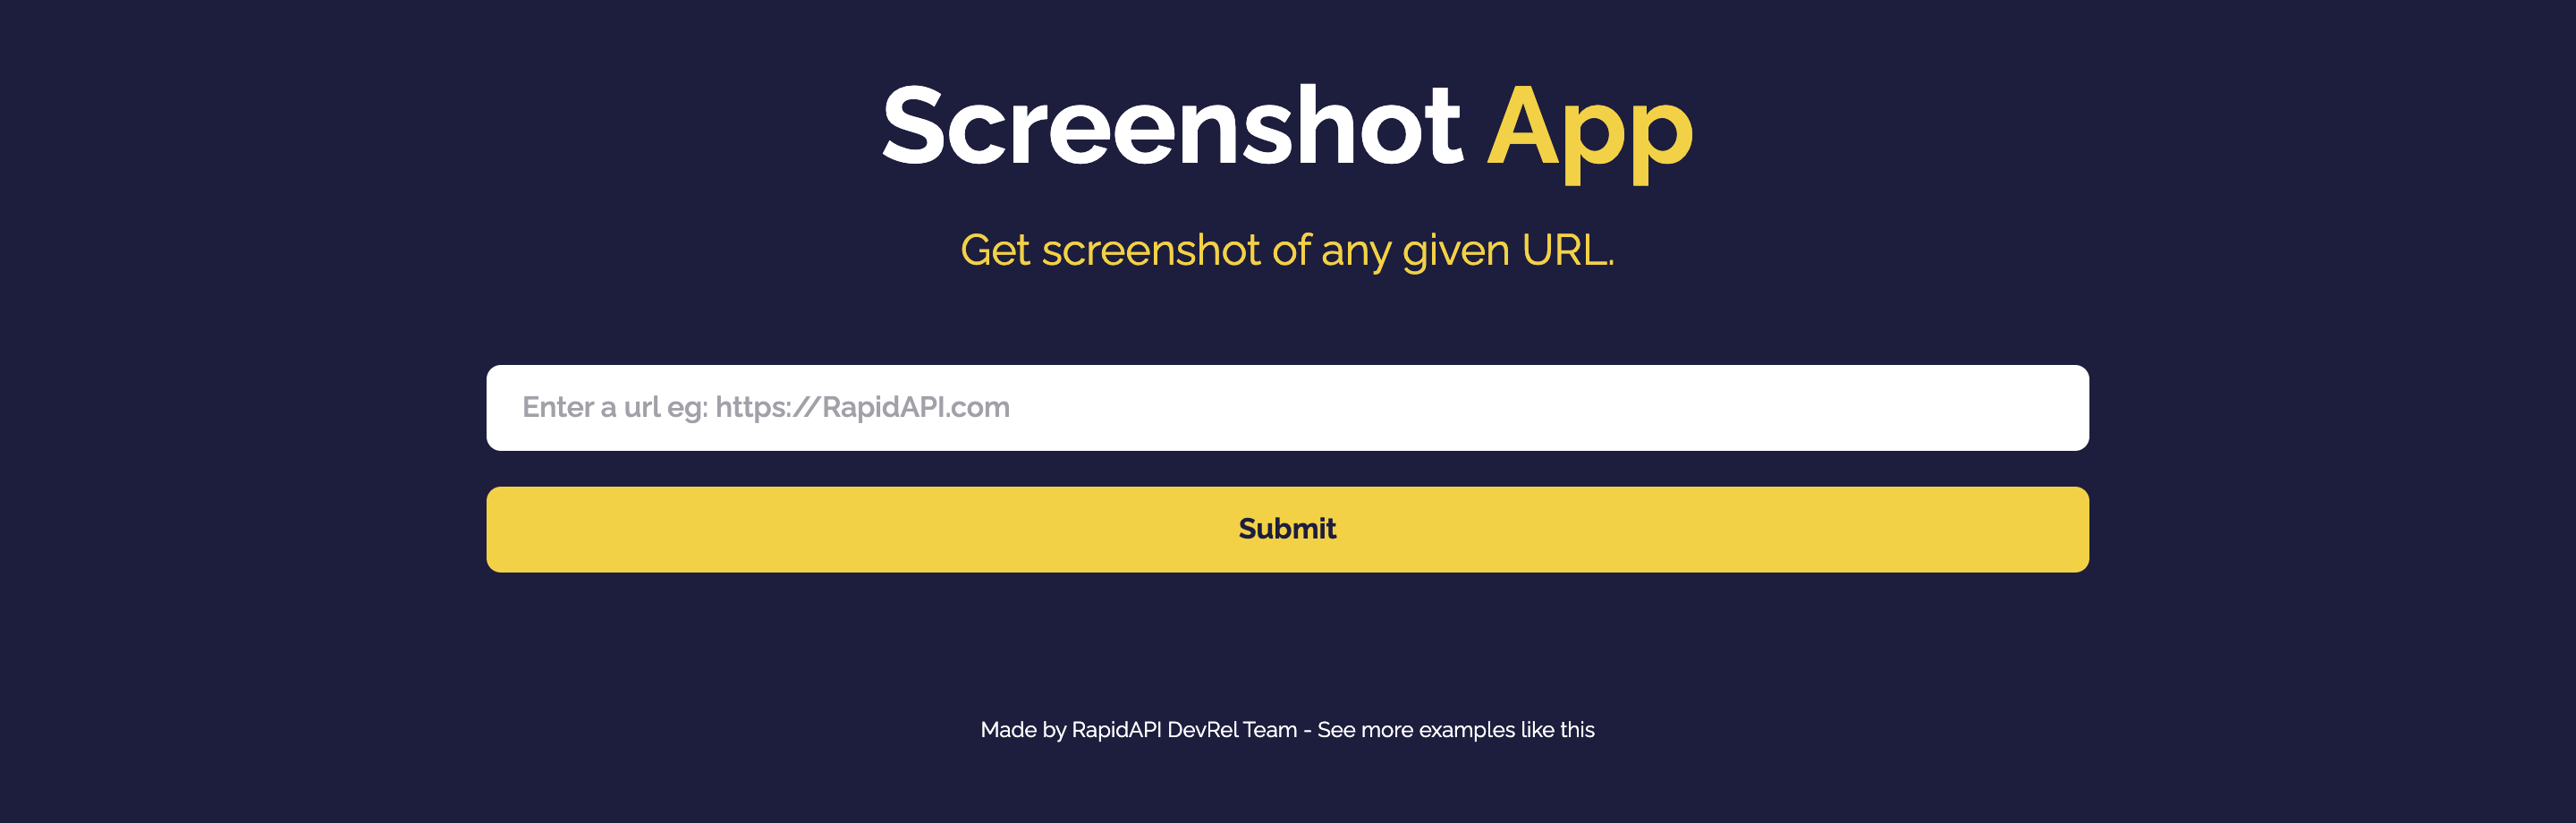 Screenshot App
Get screenshot of any given URL.
Enter a url eg: https://RapidAPI.com
Submit
Made by RapidAPI DevRel Team - See more examples like this